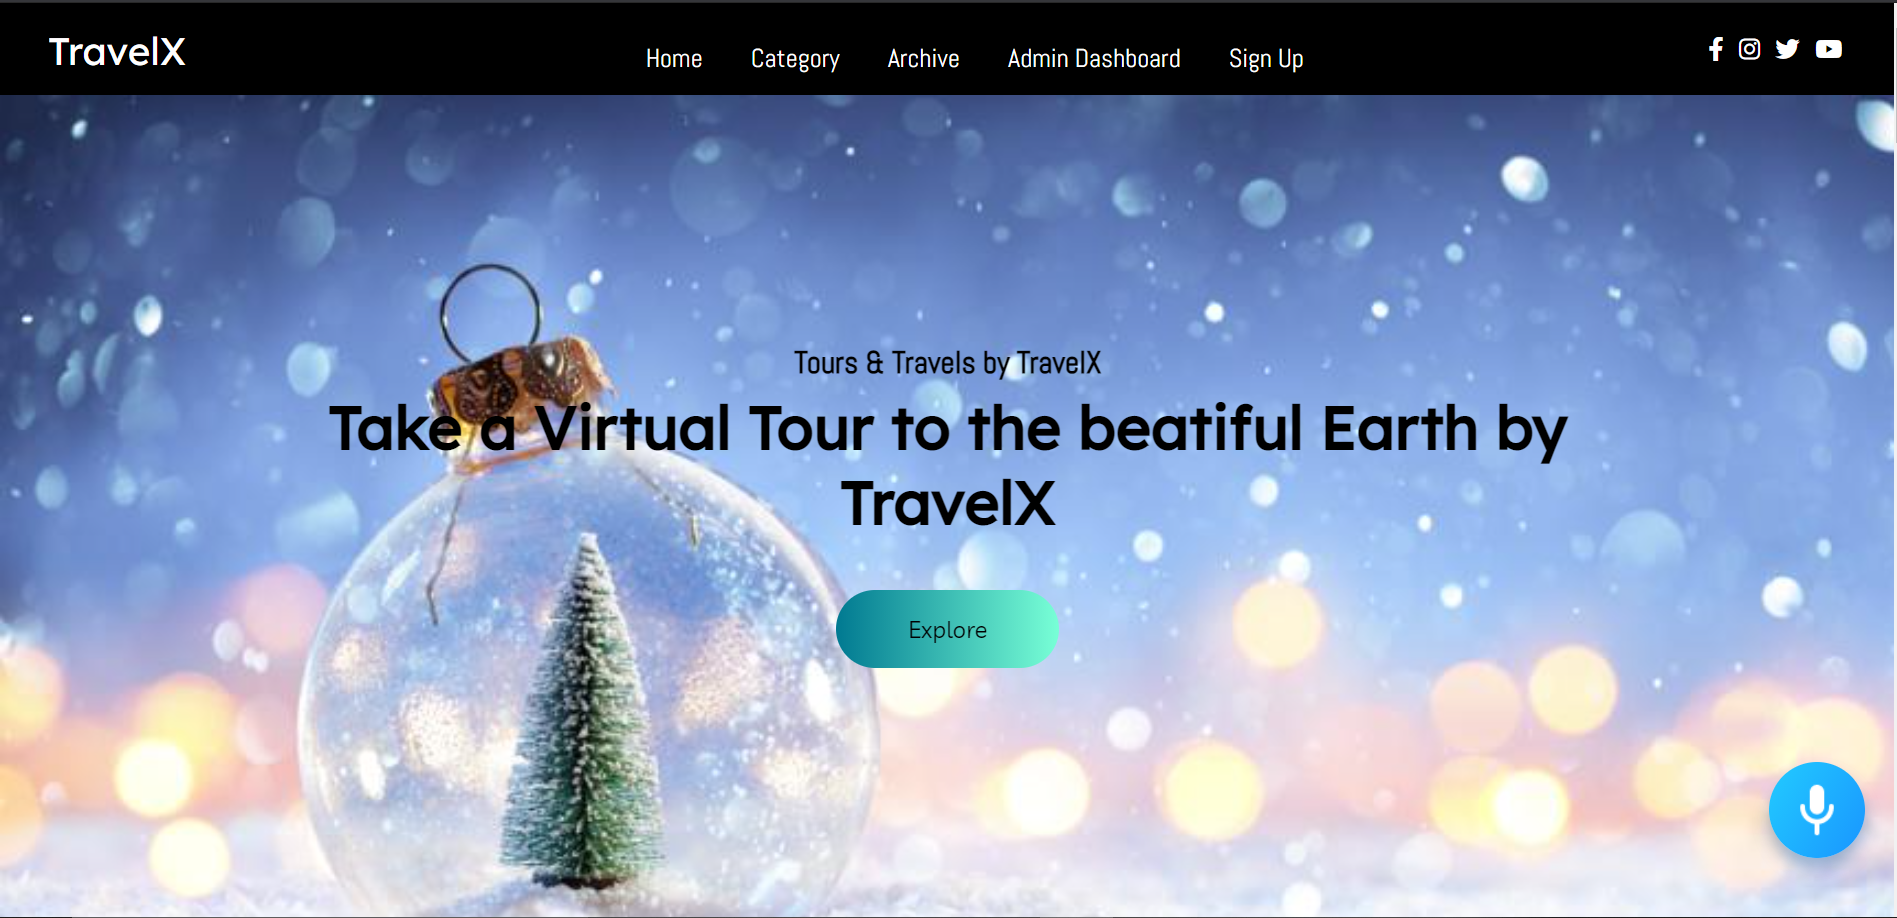 TravelX
Home Category Archive Admin Dashboard Sign Up
Tours & Travels by TravelX
Take a Virtual Tour to the beatiful Earth by
TravelX
Explore